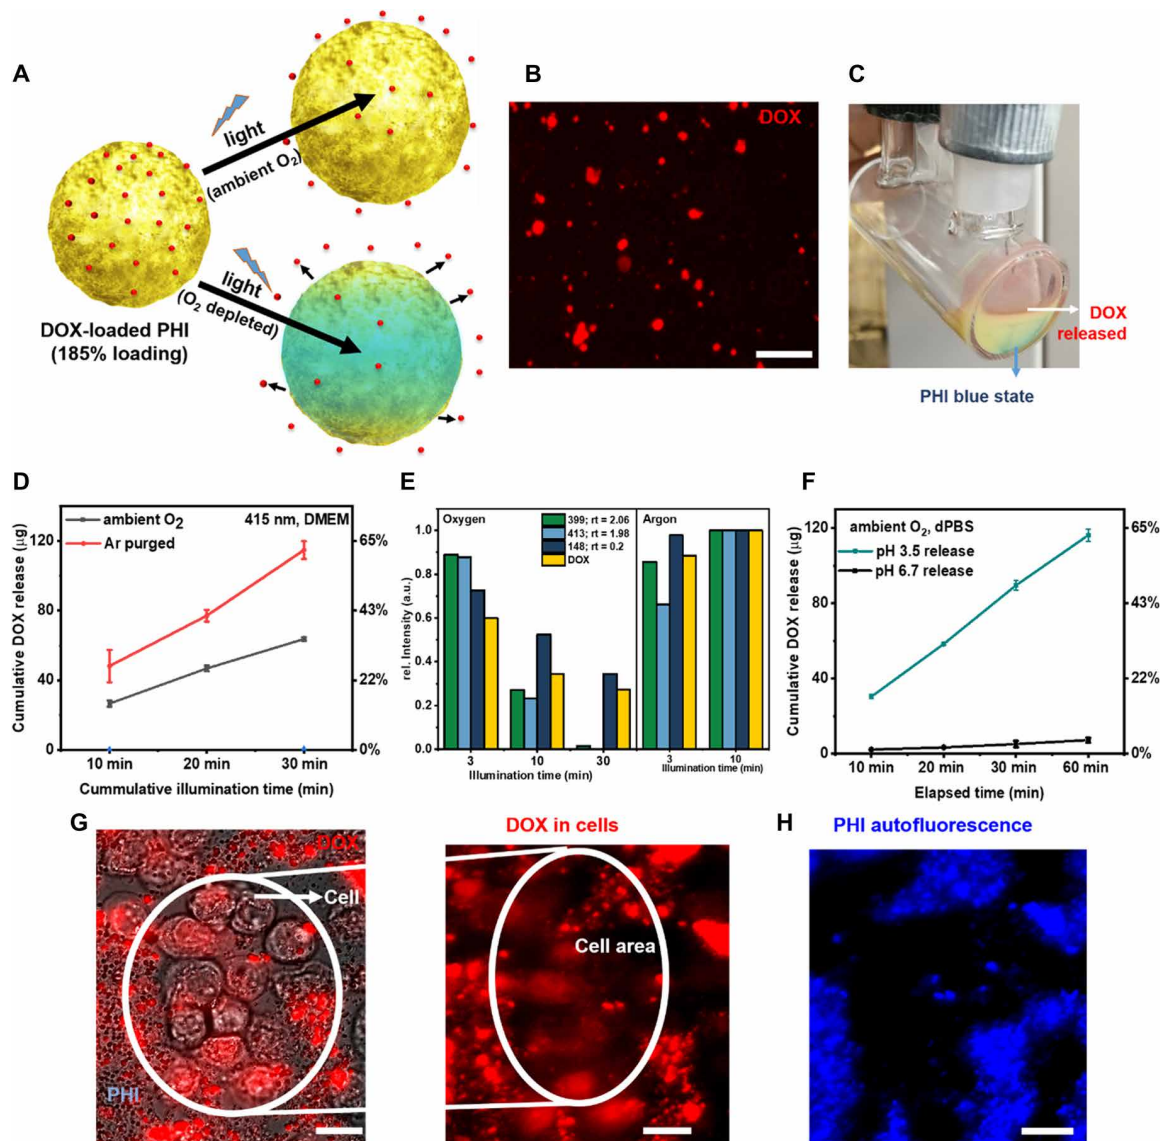 A
light
(ambient O2)
light
(O2 depleted)
DOX-loaded PHI
(185% loading)
B
DOX
C
DOX
released
PHI blue state
D
Cumulative DOX release (µg)
120
80
40
0
ambient O2
Ar purged
415 nm, DMEM
65%
43%
22%
0%
10 min
20 min
30 min
Cummulative illumination time (min)
E
rel. Intensity (a.u.)
1.0
0.8
0.6
0.4
0.2
0.0
Oxygen
399; rt = 2.06
413; rt = 1.98
148; rt = 0.2
DOX
Argon
3
10
30
Illumination time (min)
3
10
Illumination time (min)
F
Cumulative DOX release (µg)
120
80
40
0
ambient O2, dPBS
pH 3.5 release
pH 6.7 release
65%
43%
22%
0%
10 min
20 min
30 min
60 min
Elapsed time (min)
G
DOX
Cell
PHI
DOX in cells
Cell area
H
PHI autofluorescence